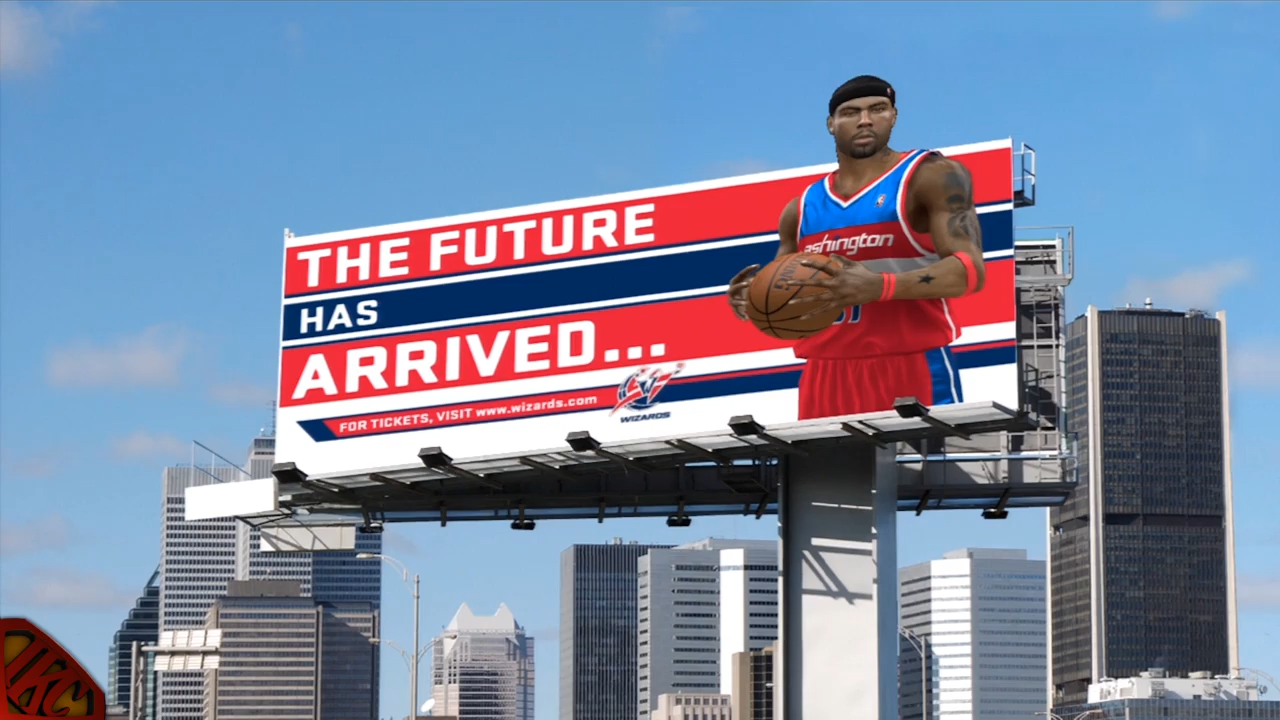 THE FUTURE
HAS
ARRIVED...
FOR TICKETS, VISIT www.wizards.com
WIZARDS
ashington